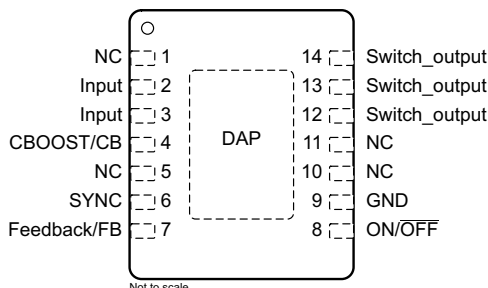 NC 1 14 Switch_output
Input 2 13 Switch_output
Input 3 12 Switch_output
CBOOST/CB 4 DAP 11 NC
NC 5 10 NC
SYNC 6 9 GND
Feedback/FB 7 8 ON/OFF
Not to scale